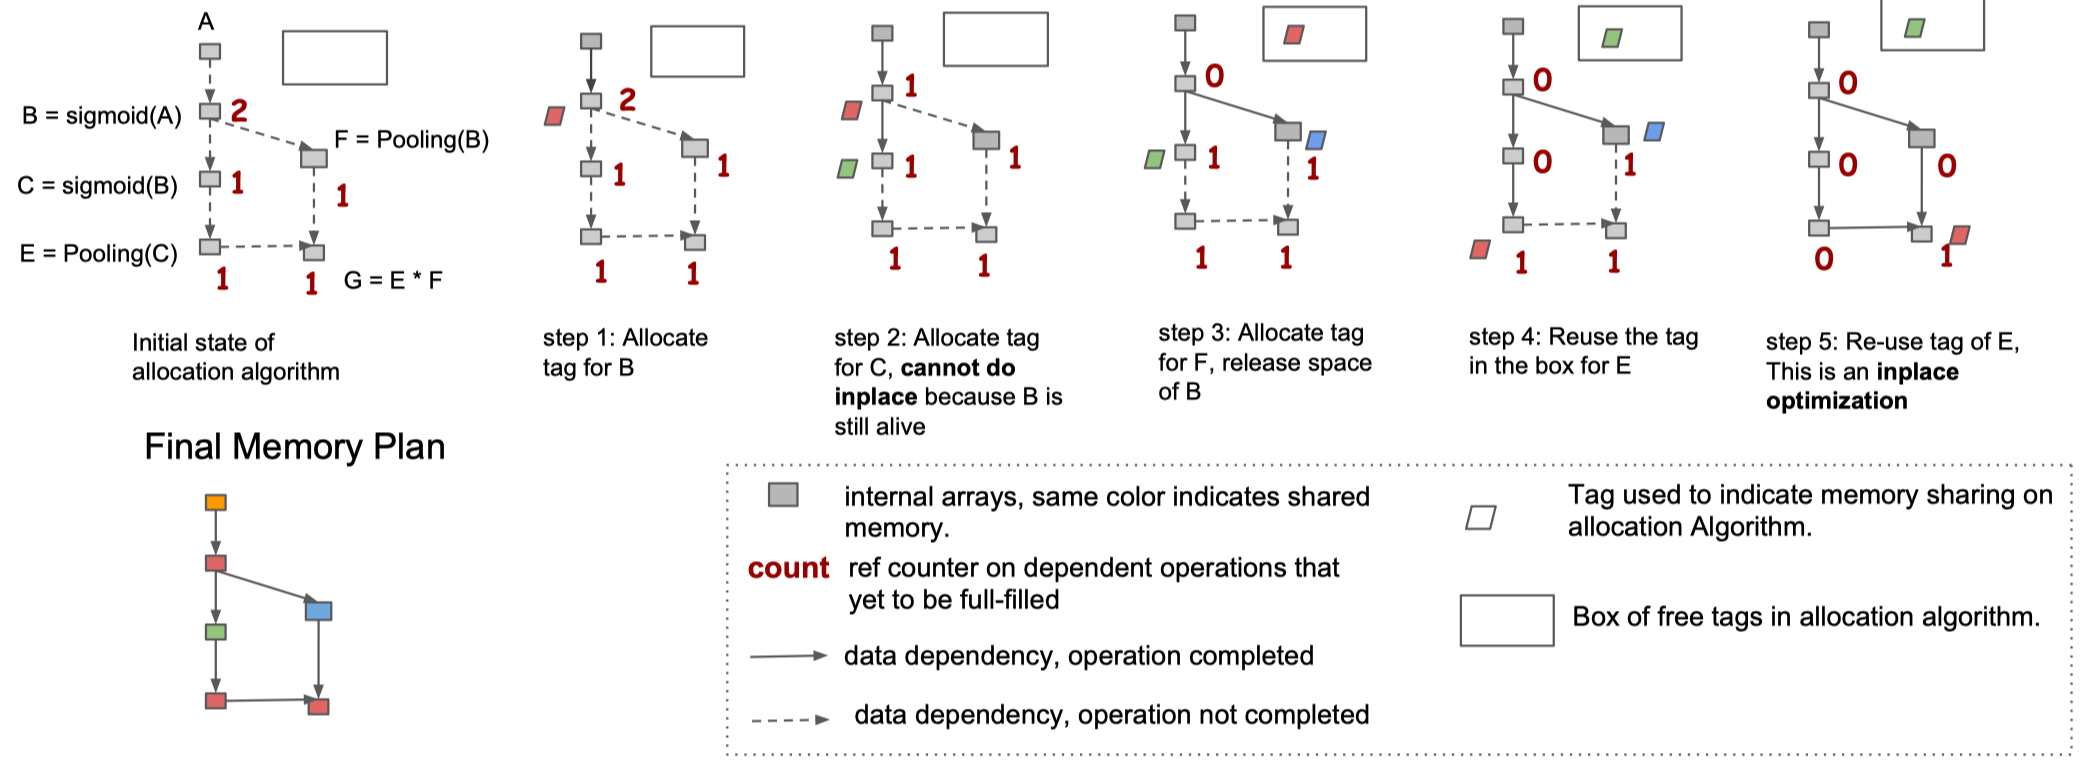 A
B = sigmoid(A)
2
F = Pooling(B)
C = sigmoid(B)
1
1
E = Pooling(C)
1
1
G = E * F
Initial state of
allocation algorithm
2
1
1
1
1
step 1: Allocate
tag for B
1
1
1
1
1
step 2: Allocate tag
for C, cannot do
inplace because B is
still alive
0
1
1
1
1
step 3: Allocate tag
for F, release space
of B
0
0
1
1
1
step 4: Reuse the tag
in the box for E
0
0
0
0
1
step 5: Re-use tag of E,
This is an inplace
optimization
Final Memory Plan
internal arrays, same color indicates shared
memory.
count ref counter on dependent operations that
yet to be full-filled
data dependency, operation completed
data dependency, operation not completed
Tag used to indicate memory sharing on
allocation Algorithm.
Box of free tags in allocation algorithm.